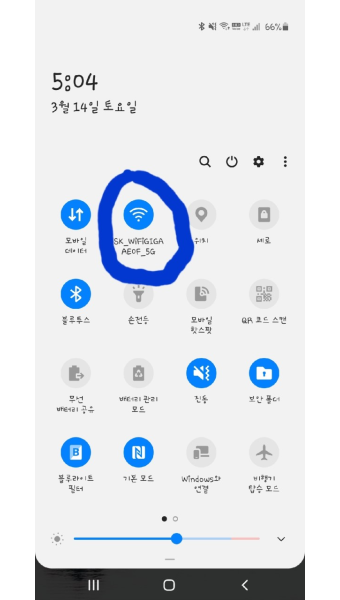 66%
5:04
3월 14일 토요일
모바일
데이터
SK_WiFiGIGA
AE0F_5G
위치
세로
블루투스
손전등
모바일
핫스팟
QR 코드 스캔
무선
배터리 공유
배터리 관리
모드
진동
보안 폴더
블루라이트
필터
기본 모드
Windows와
연결
비행기
탑승 모드